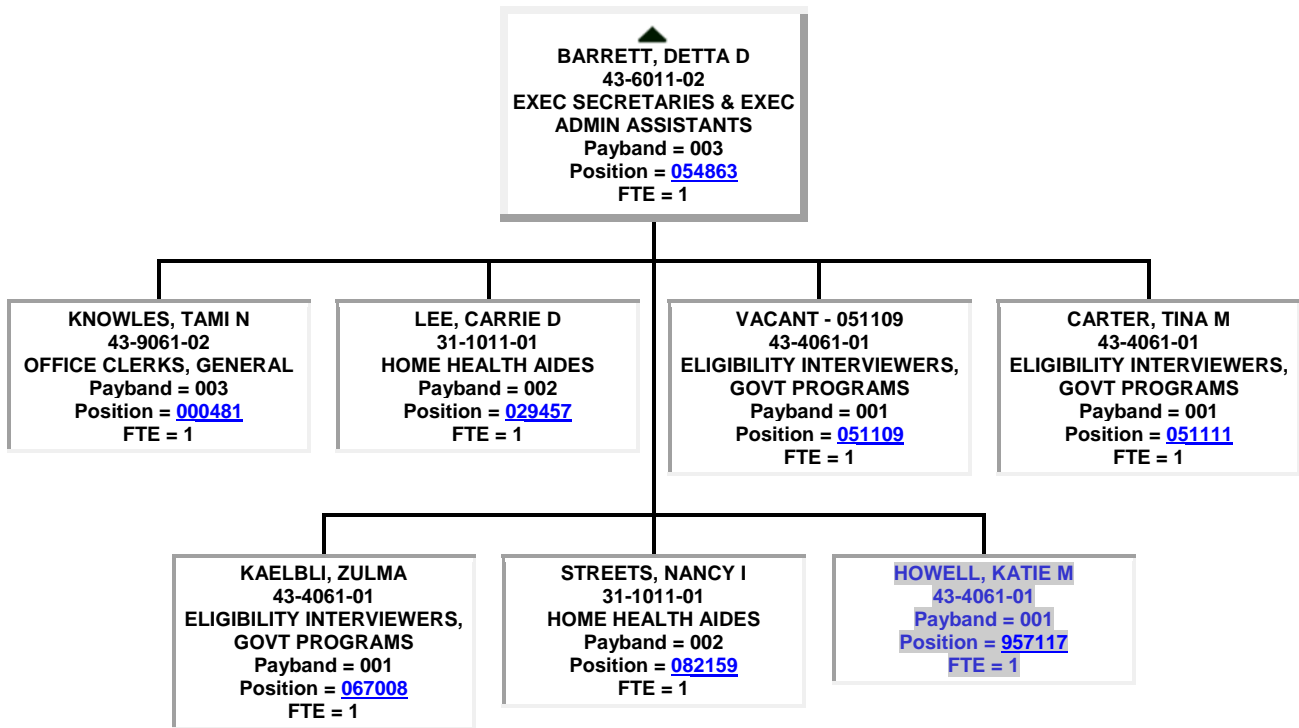 BARRETT, DETTA D
43-6011-02
EXEC SECRETARIES & EXEC
ADMIN ASSISTANTS
Payband = 003
Position = 054863
FTE = 1
KNOWLES, TAMI N
43-9061-02
OFFICE CLERKS, GENERAL
Payband = 003
Position = 000481
FTE = 1
LEE, CARRIE D
31-1011-01
HOME HEALTH AIDES
Payband = 002
Position = 029457
FTE = 1
VACANT - 051109
43-4061-01
ELIGIBILITY INTERVIEWERS,
GOVT PROGRAMS
Payband = 001
Position = 051109
FTE = 1
CARTER, TINA M
43-4061-01
ELIGIBILITY INTERVIEWERS,
GOVT PROGRAMS
Payband = 001
Position = 051111
FTE = 1
KAELBLI, ZULMA
43-4061-01
ELIGIBILITY INTERVIEWERS,
GOVT PROGRAMS
Payband = 001
Position = 067008
FTE = 1
STREETS, NANCY I
31-1011-01
HOME HEALTH AIDES
Payband = 002
Position = 082159
FTE = 1
HOWELL, KATIE M
43-4061-01
Payband = 001
Position = 957117
FTE = 1